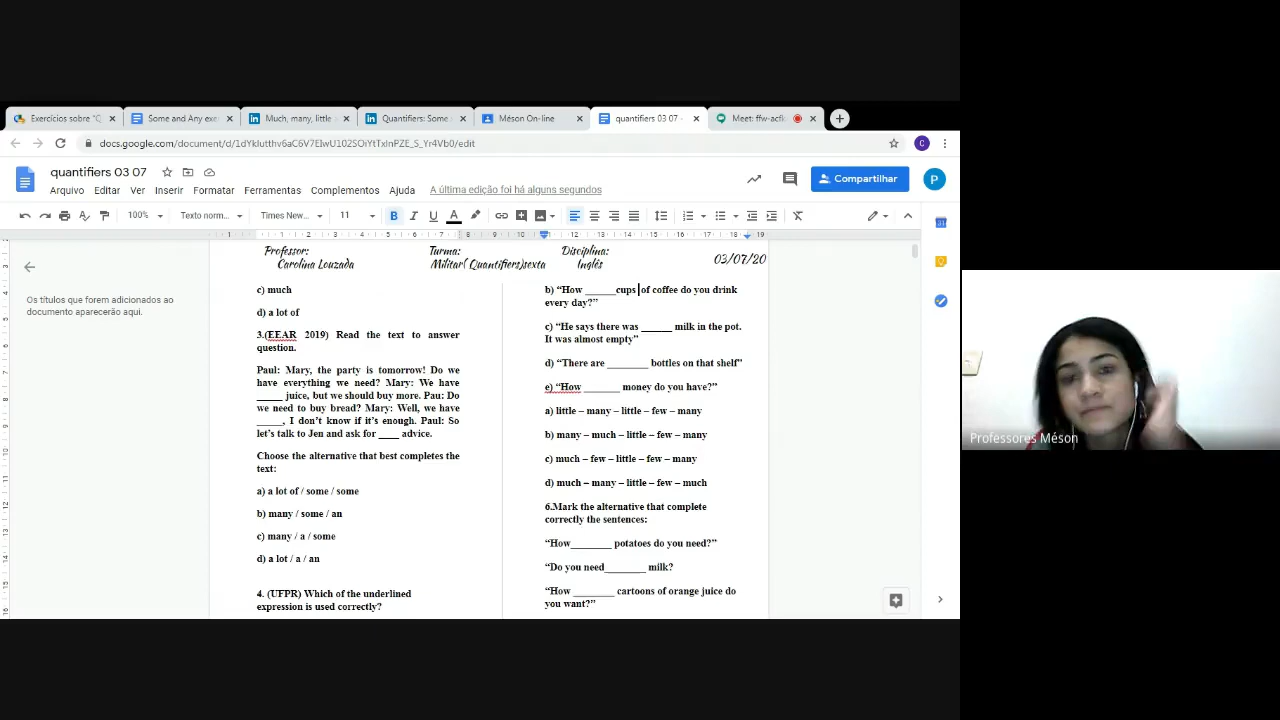 Exercícios sobre "Q
Some and Any exe
Much, many, little
Quantifiers: Some
Méson On-line
quantifiers 03 07 -
Meet: ffw-acfk
docs.google.com/document/d/1dYkIutthv6aC6V7EIwU102SOiYtTxInPZE_S_Yr4Vb0/edit
C
quantifiers 03 07
Arquivo Editar Ver Inserir Formatar Ferramentas Complementos Ajuda A última edição foi há alguns segundos
Compartilhar
P
100% Texto norm... Times New... 11 B I U A
Professor: Turma: Disciplina:
Carolina Louzada Militar( Quantifiers)sexta Inglês 03/07/20
Os títulos que forem adicionados ao
documento aparecerão aqui.
c) much
d) a lot of
3.(EEAR 2019) Read the text to answer
question.
Paul: Mary, the party is tomorrow! Do we
have everything we need? Mary: We have
_____ juice, but we should buy more. Pau: Do
we need to buy bread? Mary: Well, we have
_____, I don't know if it's enough. Paul: So
let's talk to Jen and ask for ____ advice.
Choose the alternative that best completes the
text:
a) a lot of / some / some
b) many / some / an
c) many / a / some
d) a lot / a / an
4. (UFPR) Which of the underlined
expression is used correctly?
b) “How ______cups of coffee do you drink
every day?”
c) “He says there was ______ milk in the pot.
It was almost empty”
d) “There are ________ bottles on that shelf”
e) “How _______ money do you have?”
a) little – many – little – few – many
b) many – much – little – few – many
c) much – few – little – few – many
d) much – many – little – few – much
6.Mark the alternative that complete
correctly the sentences:
“How________ potatoes do you need?”
“Do you need________ milk?
“How ________ cartoons of orange juice do
you want?”
Professores Méson